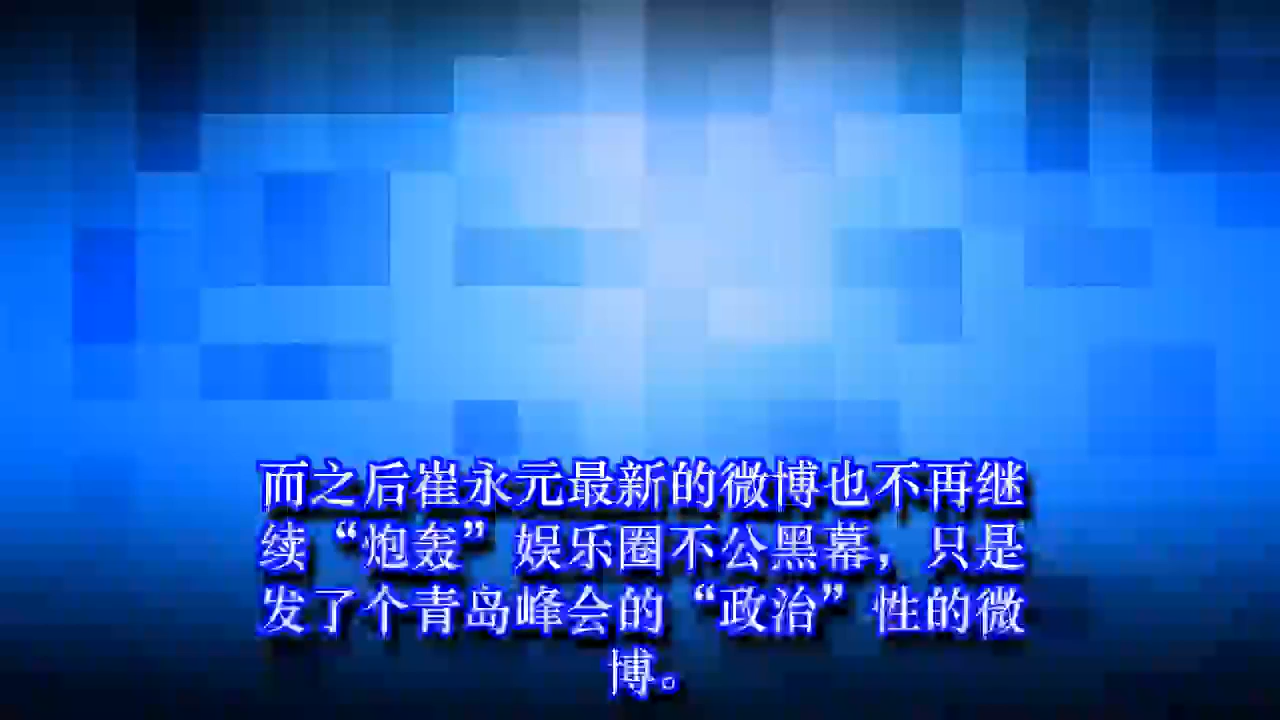 而之后崔永元最新的微博也不再继
续“炮轰”娱乐圈不公黑幕，只是
发了个青岛峰会的“政治”性的微
博。